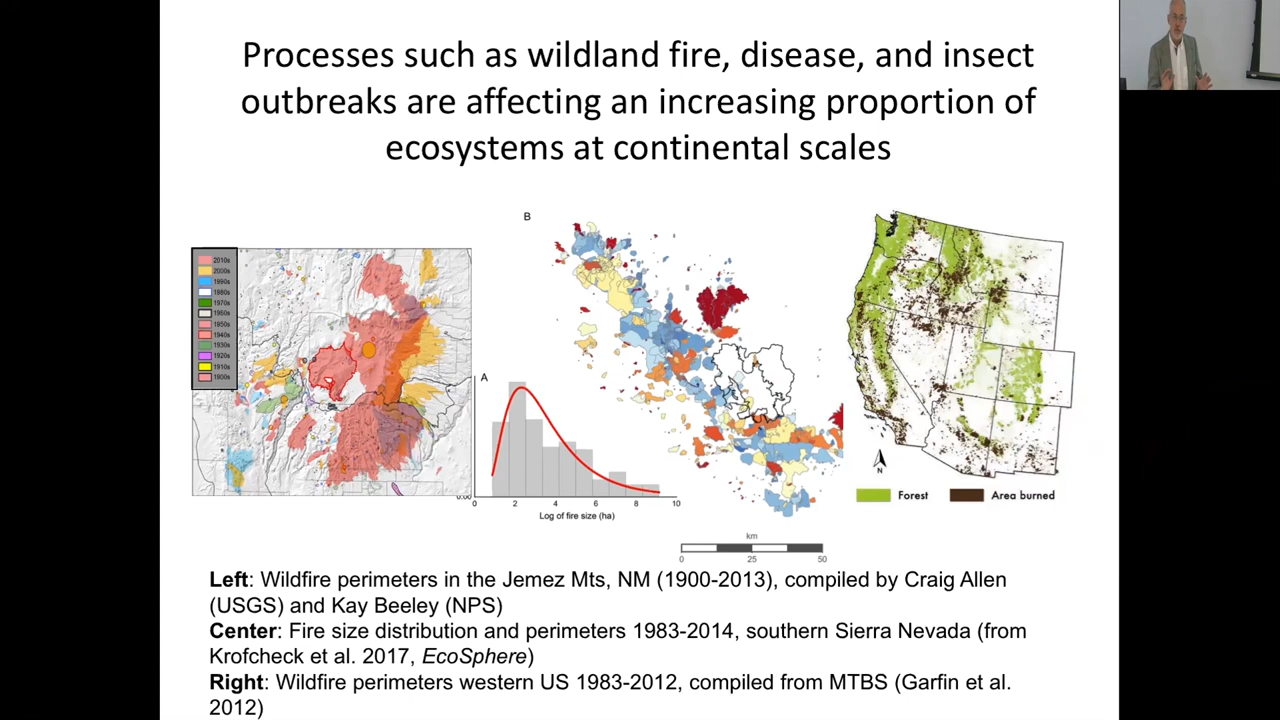 Processes such as wildland fire, disease, and insect
outbreaks are affecting an increasing proportion of
ecosystems at continental scales
2010s
2000s
1990s
1980s
1970s
1960s
1950s
1940s
1930s
1920s
1910s
1900s
B
A
0.00
0 2 4 6 8 10
Log of fire size (ha)
km
0 25 50
N
Forest
Area burned
Left: Wildfire perimeters in the Jemez Mts, NM (1900-2013), compiled by Craig Allen
(USGS) and Kay Beeley (NPS)
Center: Fire size distribution and perimeters 1983-2014, southern Sierra Nevada (from
Krofcheck et al. 2017, EcoSphere)
Right: Wildfire perimeters western US 1983-2012, compiled from MTBS (Garfin et al.
2012)